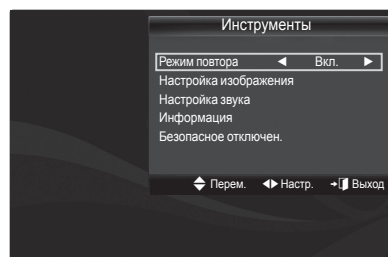 Инструменты
Режим повтора ◀ Вкл. ▶
Настройка изображения
Настройка звука
Информация
Безопасное отключен.
Перем. Настр. Выход